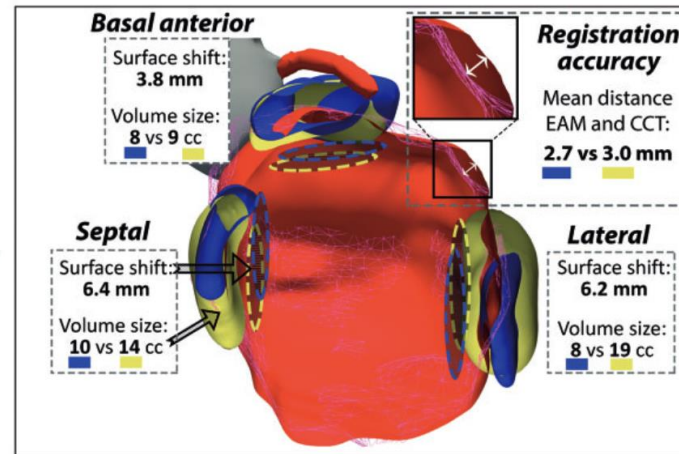 Basal anterior
Surface shift:
3.8 mm
Volume size:
8 vs 9 cc
Registration
accuracy
Mean distance
EAM and CCT:
2.7 vs 3.0 mm
Septal
Surface shift:
6.4 mm
Volume size:
10 vs 14 cc
Lateral
Surface shift:
6.2 mm
Volume size:
8 vs 19 cc